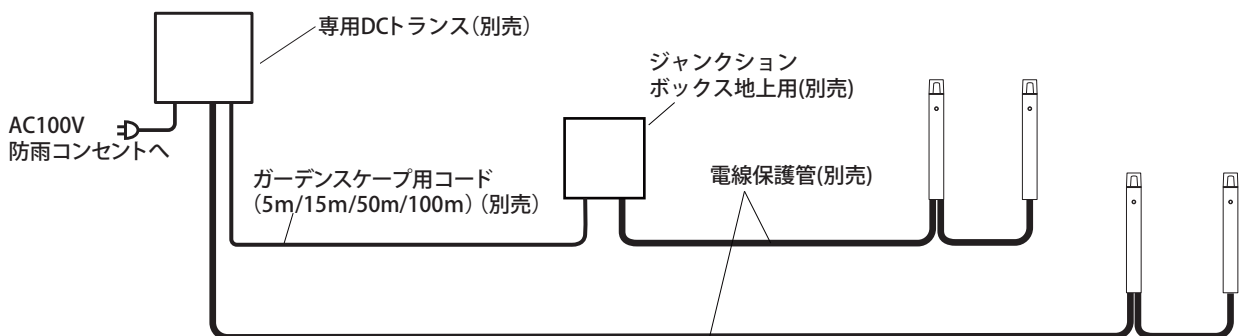 専用DCトランス(別売)
ジャンクション
ボックス地上用(別売)
AC100V
防雨コンセントへ
ガーデンスケープ用コード
(5m/15m/50m/100m)(別売)
電線保護管(別売)